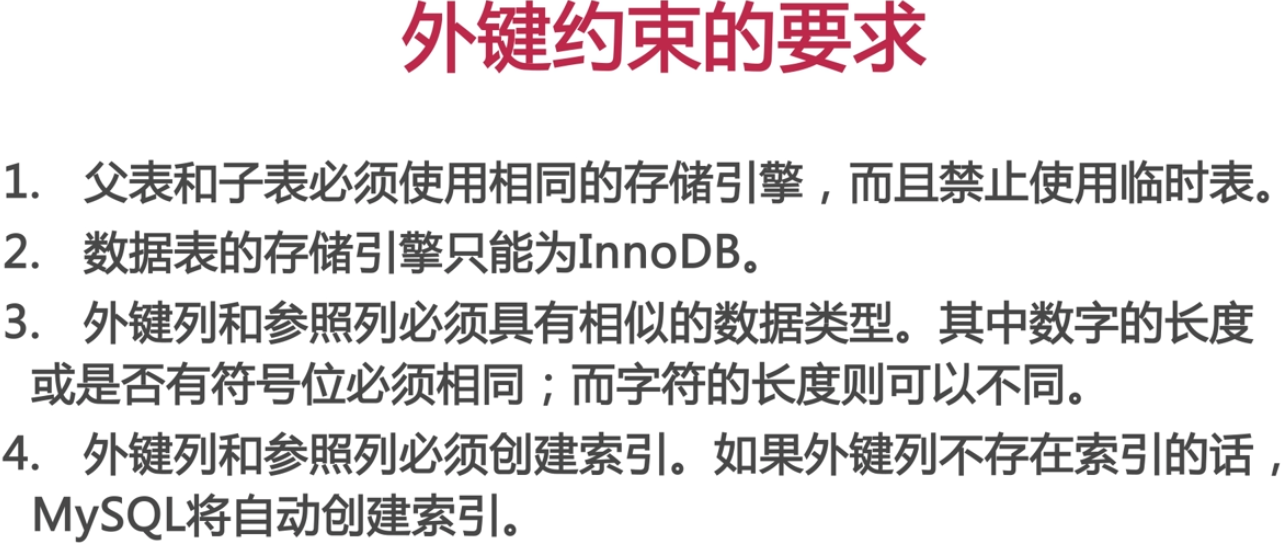 外键约束的要求
1. 父表和子表必须使用相同的存储引擎，而且禁止使用临时表。
2. 数据表的存储引擎只能为InnoDB。
3. 外键列和参照列必须具有相似的数据类型。其中数字的长度
或是否有符号位必须相同；而字符的长度则可以不同。
4. 外键列和参照列必须创建索引。如果外键列不存在索引的话，
MySQL将自动创建索引。